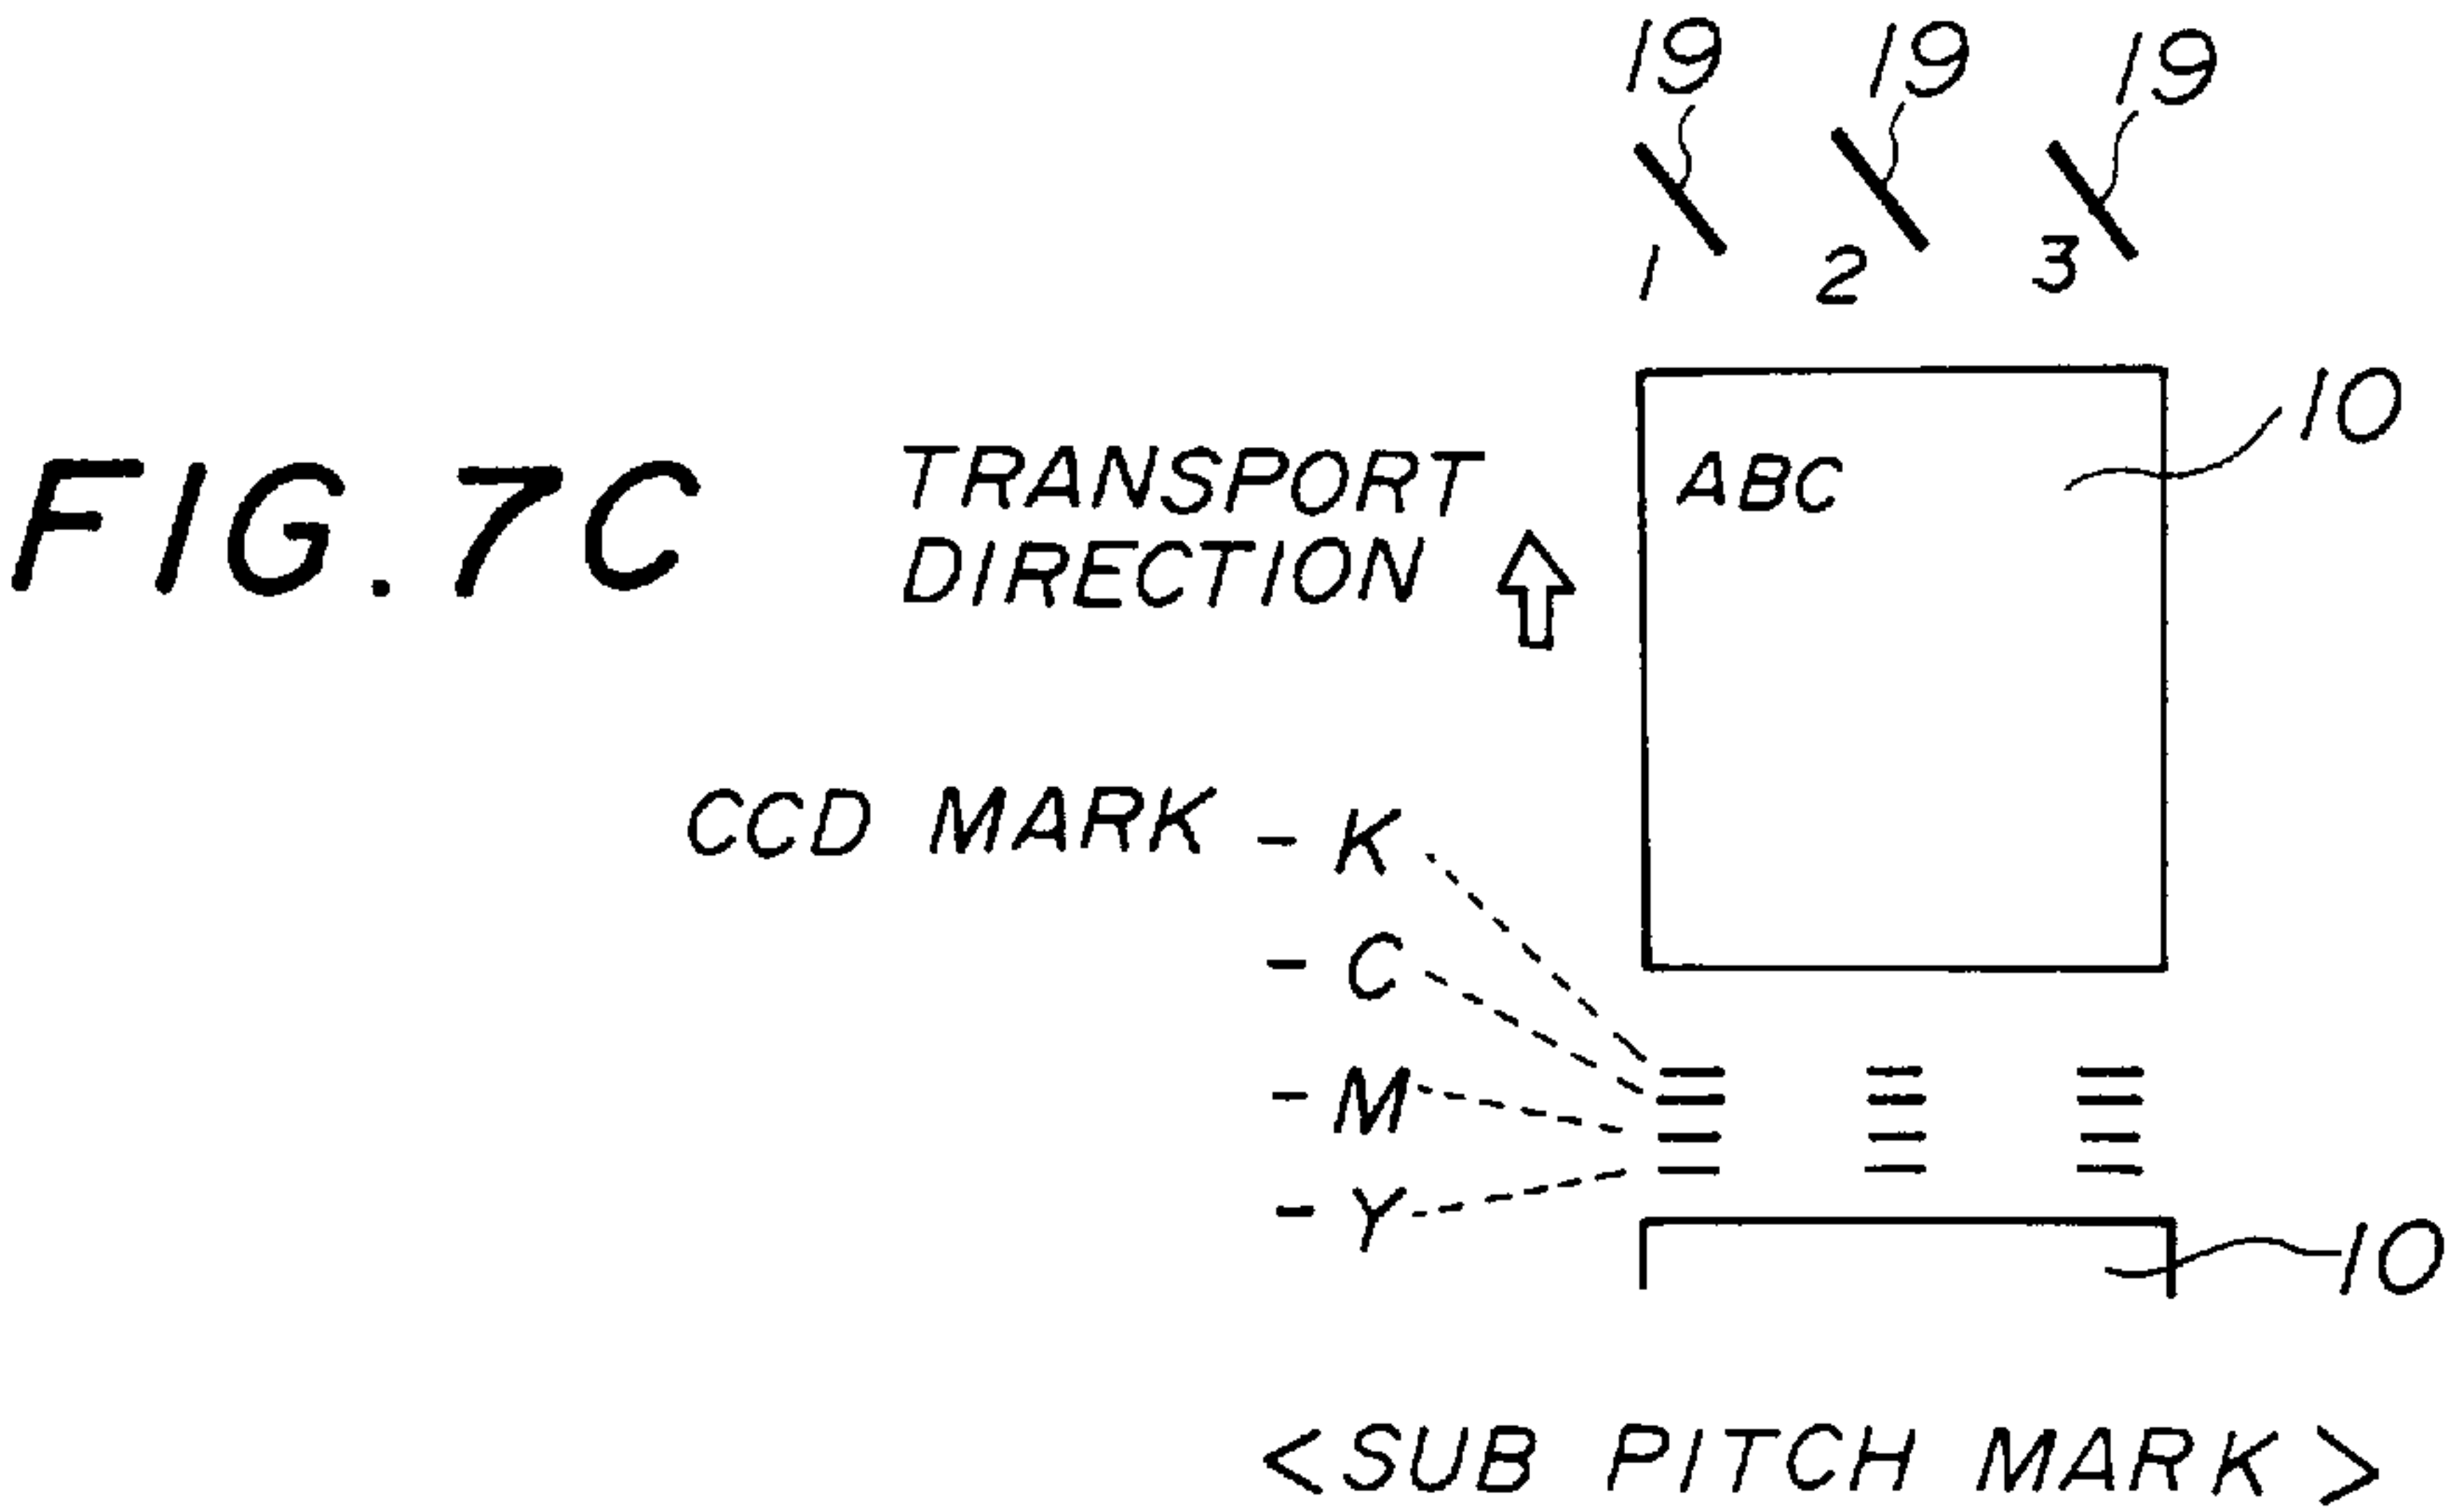 19 19 19
1 2 3
10
FIG. 7C
TRANSPORT
DIRECTION
ABC
CCD MARK - K
- C
- M
- Y
10
<SUB PITCH MARK>